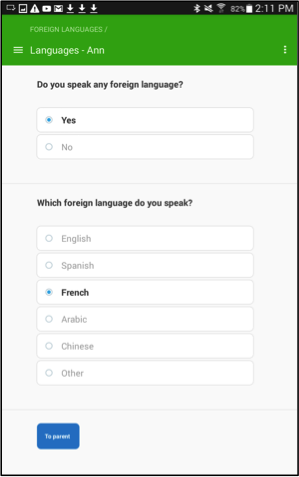 82% 2:11 PM
FOREIGN LANGUAGES /
Languages - Ann
Do you speak any foreign language?
Yes
No
Which foreign language do you speak?
English
Spanish
French
Arabic
Chinese
Other
To parent